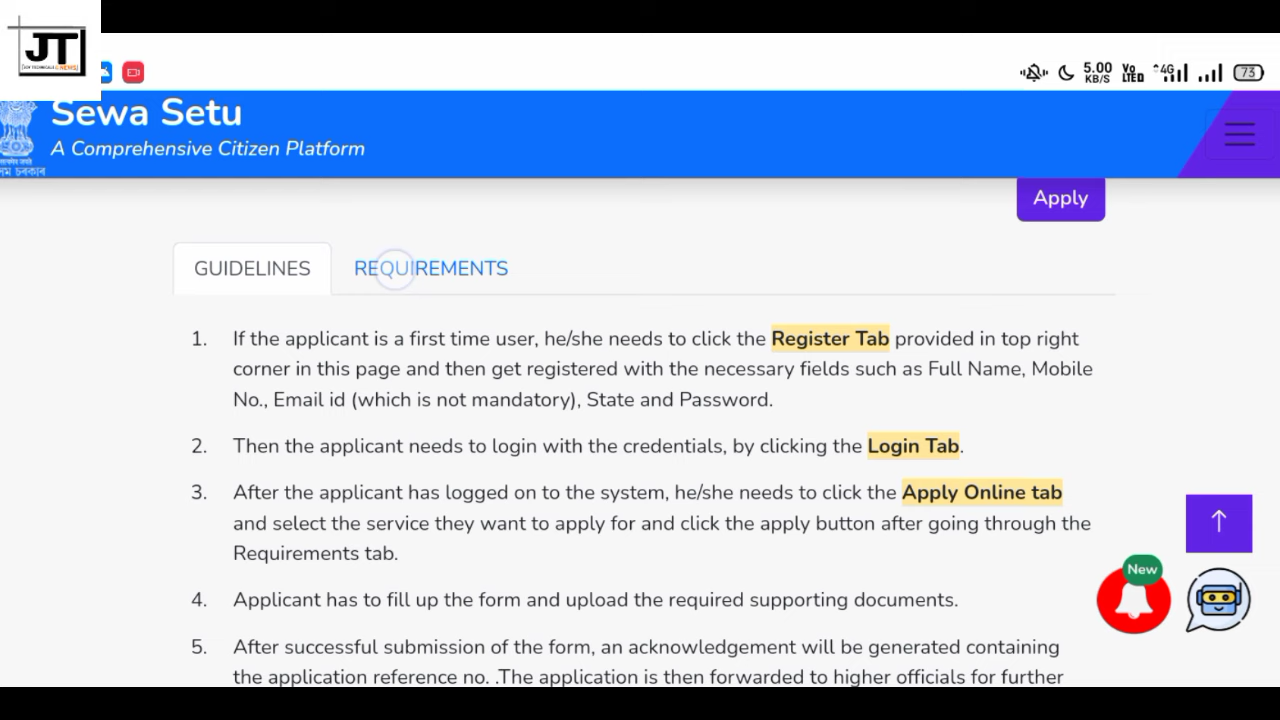 JT
5.00
KB/S
Vo
LTE
4G
73
Sewa Setu
A Comprehensive Citizen Platform
Apply
GUIDELINES
REQUIREMENTS
1. If the applicant is a first time user, he/she needs to click the Register Tab provided in top right
corner in this page and then get registered with the necessary fields such as Full Name, Mobile
No., Email id (which is not mandatory), State and Password.
2. Then the applicant needs to login with the credentials, by clicking the Login Tab.
3. After the applicant has logged on to the system, he/she needs to click the Apply Online tab
and select the service they want to apply for and click the apply button after going through the
Requirements tab.
4. Applicant has to fill up the form and upload the required supporting documents.
New
5. After successful submission of the form, an acknowledgement will be generated containing
the application reference no. .The application is then forwarded to higher officials for further